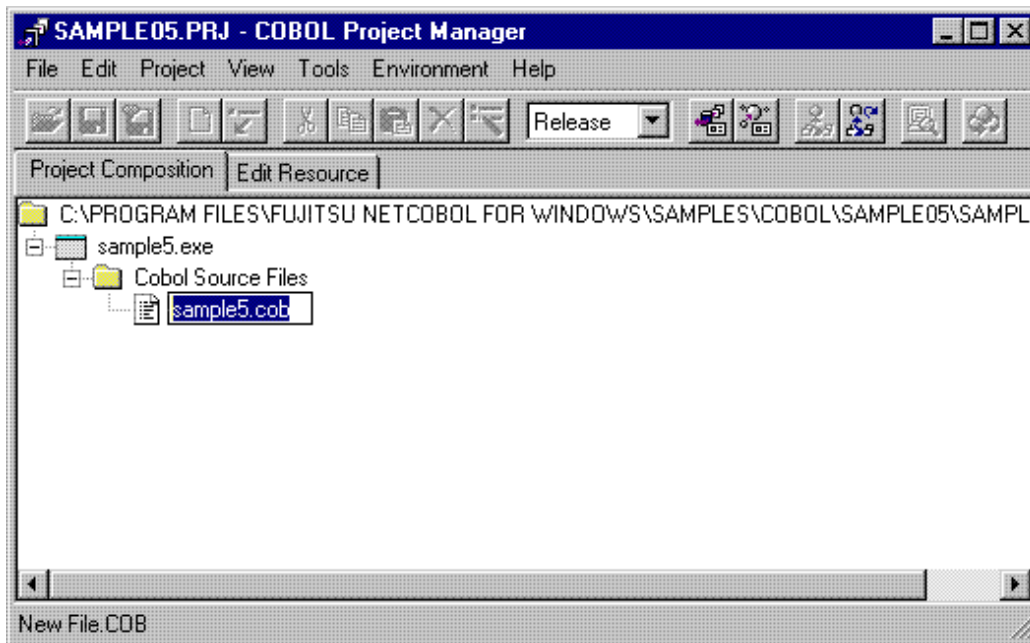 SAMPLE05.PRJ - COBOL Project Manager
File Edit Project View Tools Environment Help
Release
Project Composition Edit Resource
C:\PROGRAM FILES\FUJITSU NETCOBOL FOR WINDOWS\SAMPLES\COBOL\SAMPLE05\SAMPL
sample5.exe
Cobol Source Files
sample5.cob
New File.COB